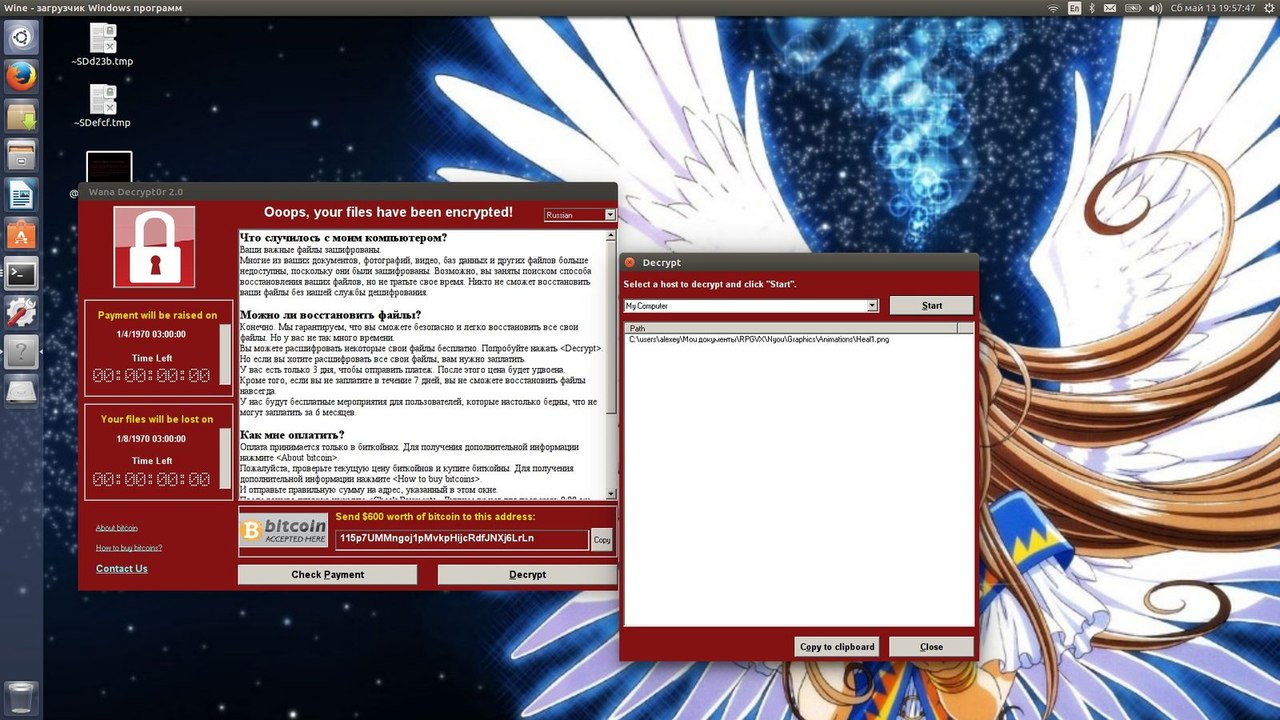 Wine - загрузчик Windows программ
En
Сб май 13 19:57:47
~SDd23b.tmp
~SDefcf.tmp
@
Wana Decrypt0r 2.0
Ooops, your files have been encrypted!
Russian
Payment will be raised on
1/4/1970 03:00:00
Time Left
00:00:00:00
Your files will be lost on
1/8/1970 03:00:00
Time Left
00:00:00:00
About bitcoin
How to buy bitcoins?
Contact Us
Что случилось с моим компьютером?
Ваши важные файлы зашифрованы.
Многие из ваших документов, фотографий, видео, баз данных и других файлов больше
недоступны, поскольку они были зашифрованы. Возможно, вы заняты поиском способа
восстановления ваших файлов, но не тратьте свое время. Никто не сможет восстановить
ваши файлы без нашей службы дешифрования.
Можно ли восстановить файлы?
Конечно. Мы гарантируем, что вы сможете безопасно и легко восстановить все свои
файлы. Но у вас не так много времени.
Вы можете расшифровать некоторые свои файлы бесплатно. Попробуйте нажать <Decrypt>.
Но если вы хотите расшифровать все свои файлы, вам нужно заплатить.
У вас есть только 3 дня, чтобы отправить платеж. После этого цена будет удвоена.
Кроме того, если вы не заплатите в течение 7 дней, вы не сможете восстановить файлы
навсегда.
У нас будут бесплатные мероприятия для пользователей, которые настолько бедны, что не
могут заплатить за 6 месяцев.
Как мне оплатить?
Оплата принимается только в биткойнах. Для получения дополнительной информации
нажмите <About bitcoin>.
Пожалуйста, проверьте текущую цену биткойнов и купите биткойны. Для получения
дополнительной информации нажмите <How to buy bitcoins>.
И отправьте правильную сумму на адрес, указанный в этом окне.
bitcoin
ACCEPTED HERE
Send $600 worth of bitcoin to this address:
115p7UMMngoj1pMvkpHijcRdfJNXj6LrLn
Copy
Check Payment
Decrypt
Decrypt
Select a host to decrypt and click "Start".
My Computer
Start
Path
C:\users\alexey\Мои документы\RPGVX\Nyou\Graphics\Animations\Heal1.png
Copy to clipboard
Close